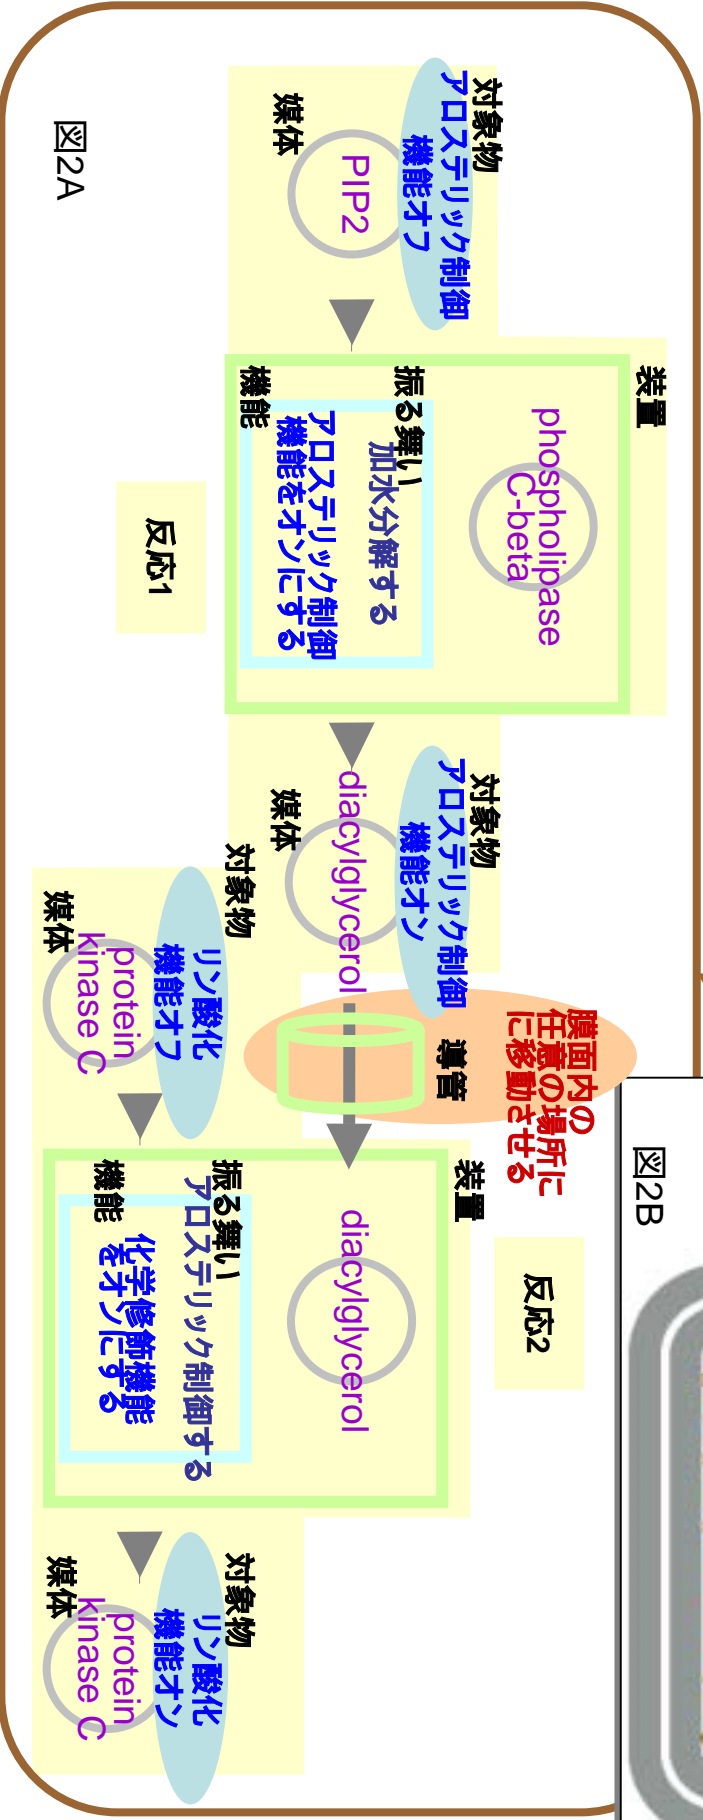 図2A
対象物
アロステリック制御
機能オフ
PIP2
媒体
装置
phospholipase
C-beta
振る舞い
加水分解する
機能
アロステリック制御
機能をオンにする
反応1
対象物
アロステリック制御
機能オン
diacylglycerol
媒体
膜面内の
任意の場所に
に移動させる
導管
対象物
リン酸化
機能オフ
protein
kinase C
媒体
反応2
装置
diacylglycerol
振る舞い
アロステリック制御する
機能
化学修飾機能
をオンにする
対象物
リン酸化
機能オン
protein
kinase C
媒体
図2B